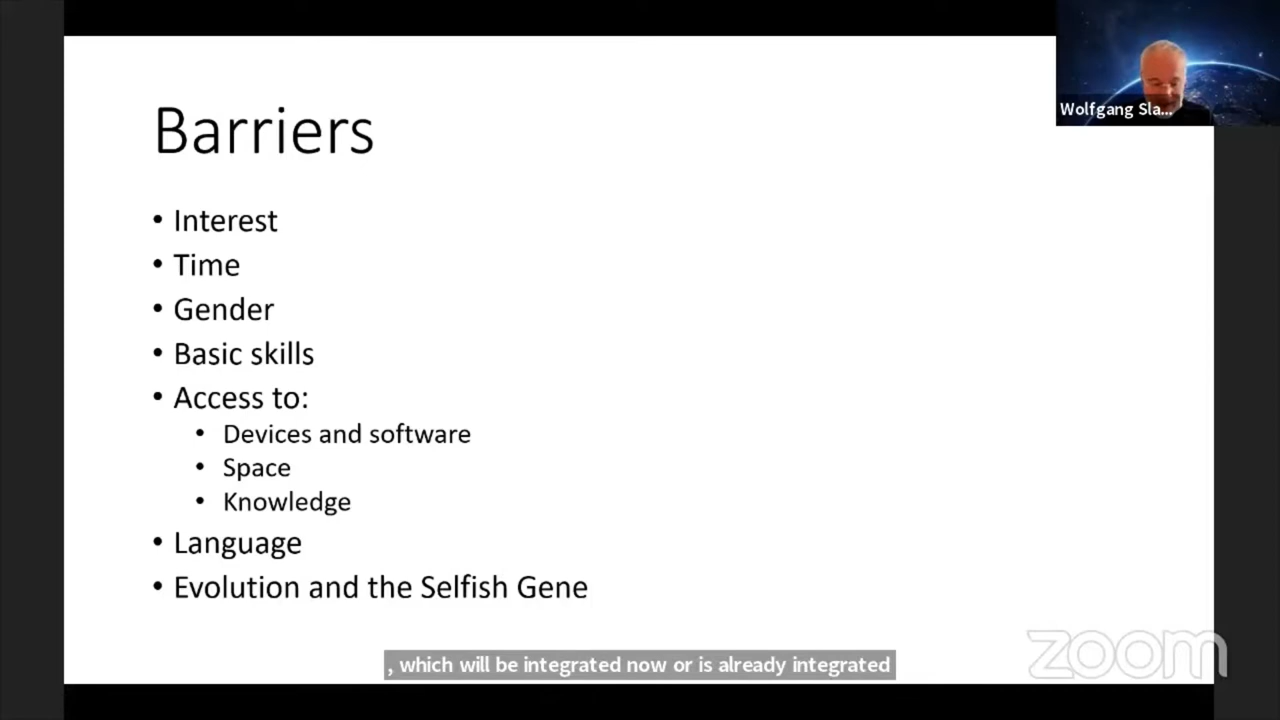 Barriers
Wolfgang Sla...
• Interest
• Time
• Gender
• Basic skills
• Access to:
• Devices and software
• Space
• Knowledge
• Language
• Evolution and the Selfish Gene
, which will be integrated now or is already integrated
zoom